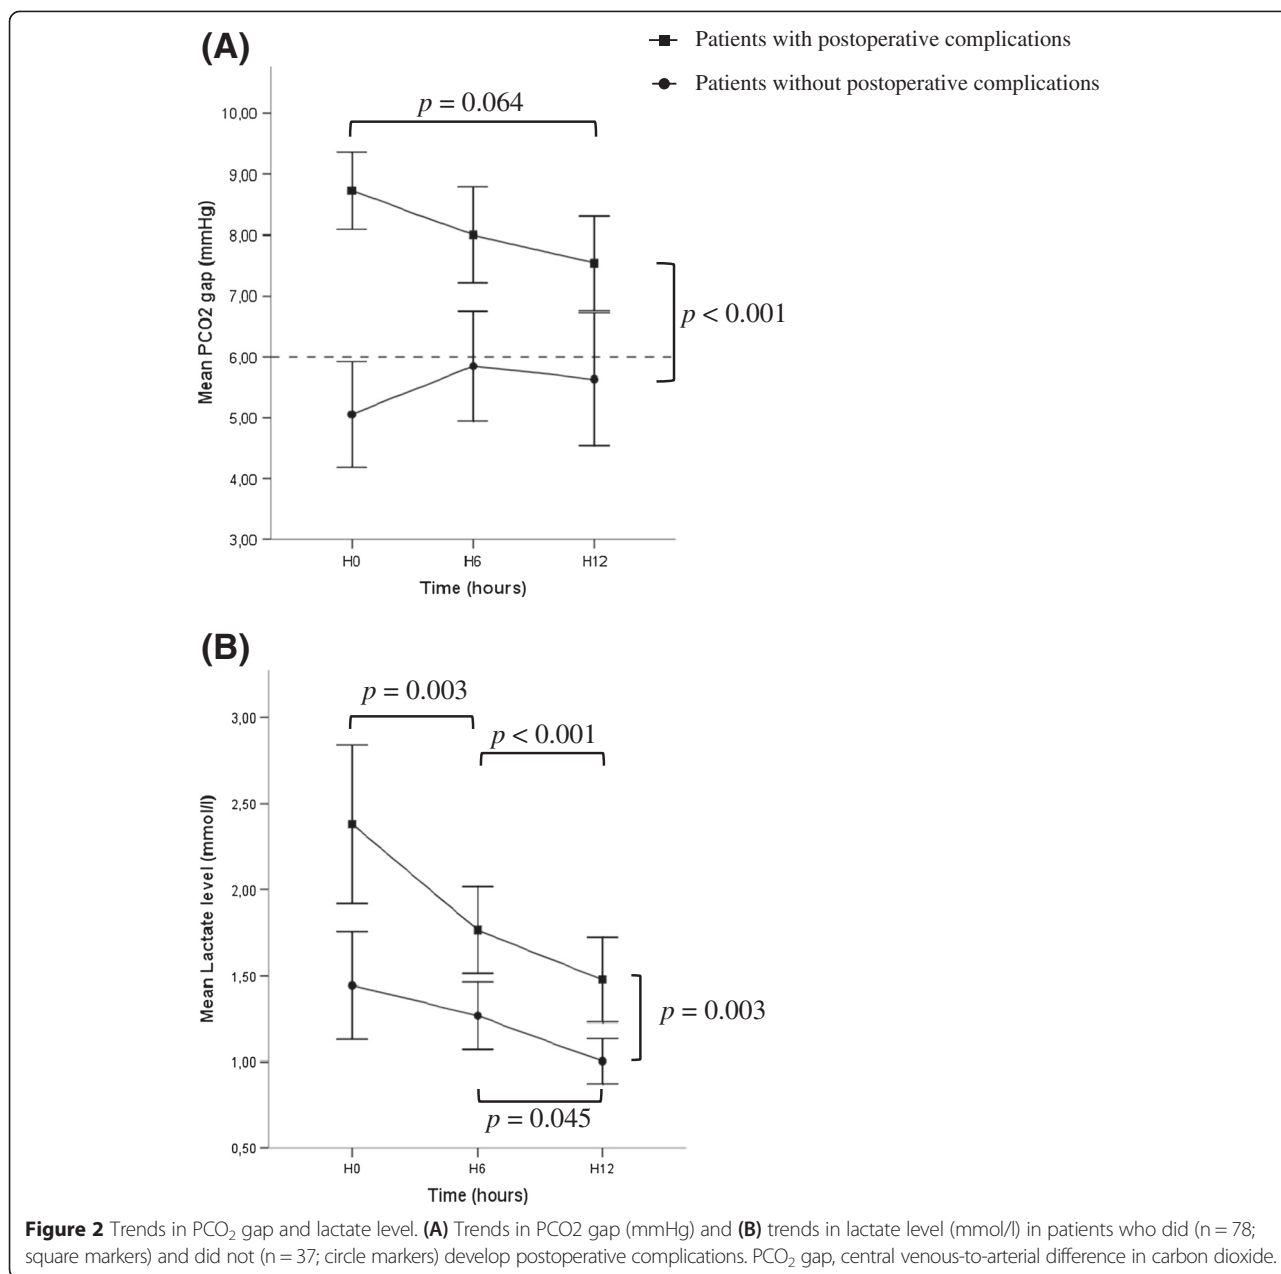 (A)
Patients with postoperative complications
Patients without postoperative complications
p = 0.064
10,00
9,00
8,00
7,00
6,00
5,00
4,00
3,00
Mean PCO2 gap (mmHg)
p < 0.001
H0 H6 H12
Time (hours)
(B)
p = 0.003
p < 0.001
3,00
2,50
2,00
1,50
1,00
0,50
Mean Lactate level (mmol/l)
p = 0.003
p = 0.045
H0 H6 H12
Time (hours)
Figure 2 Trends in PCO₂ gap and lactate level. (A) Trends in PCO2 gap (mmHg) and (B) trends in lactate level (mmol/l) in patients who did (n = 78;
square markers) and did not (n = 37; circle markers) develop postoperative complications. PCO₂ gap, central venous-to-arterial difference in carbon dioxide.